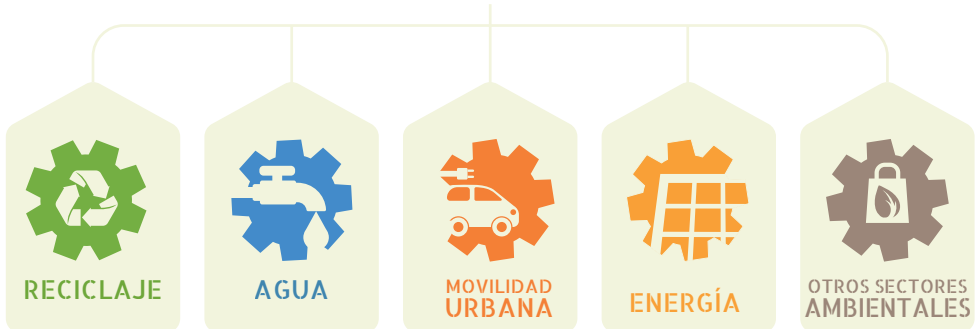 RECICLAJE
AGUA
MOVILIDAD
URBANA
ENERGÍA
OTROS SECTORES
AMBIENTALES